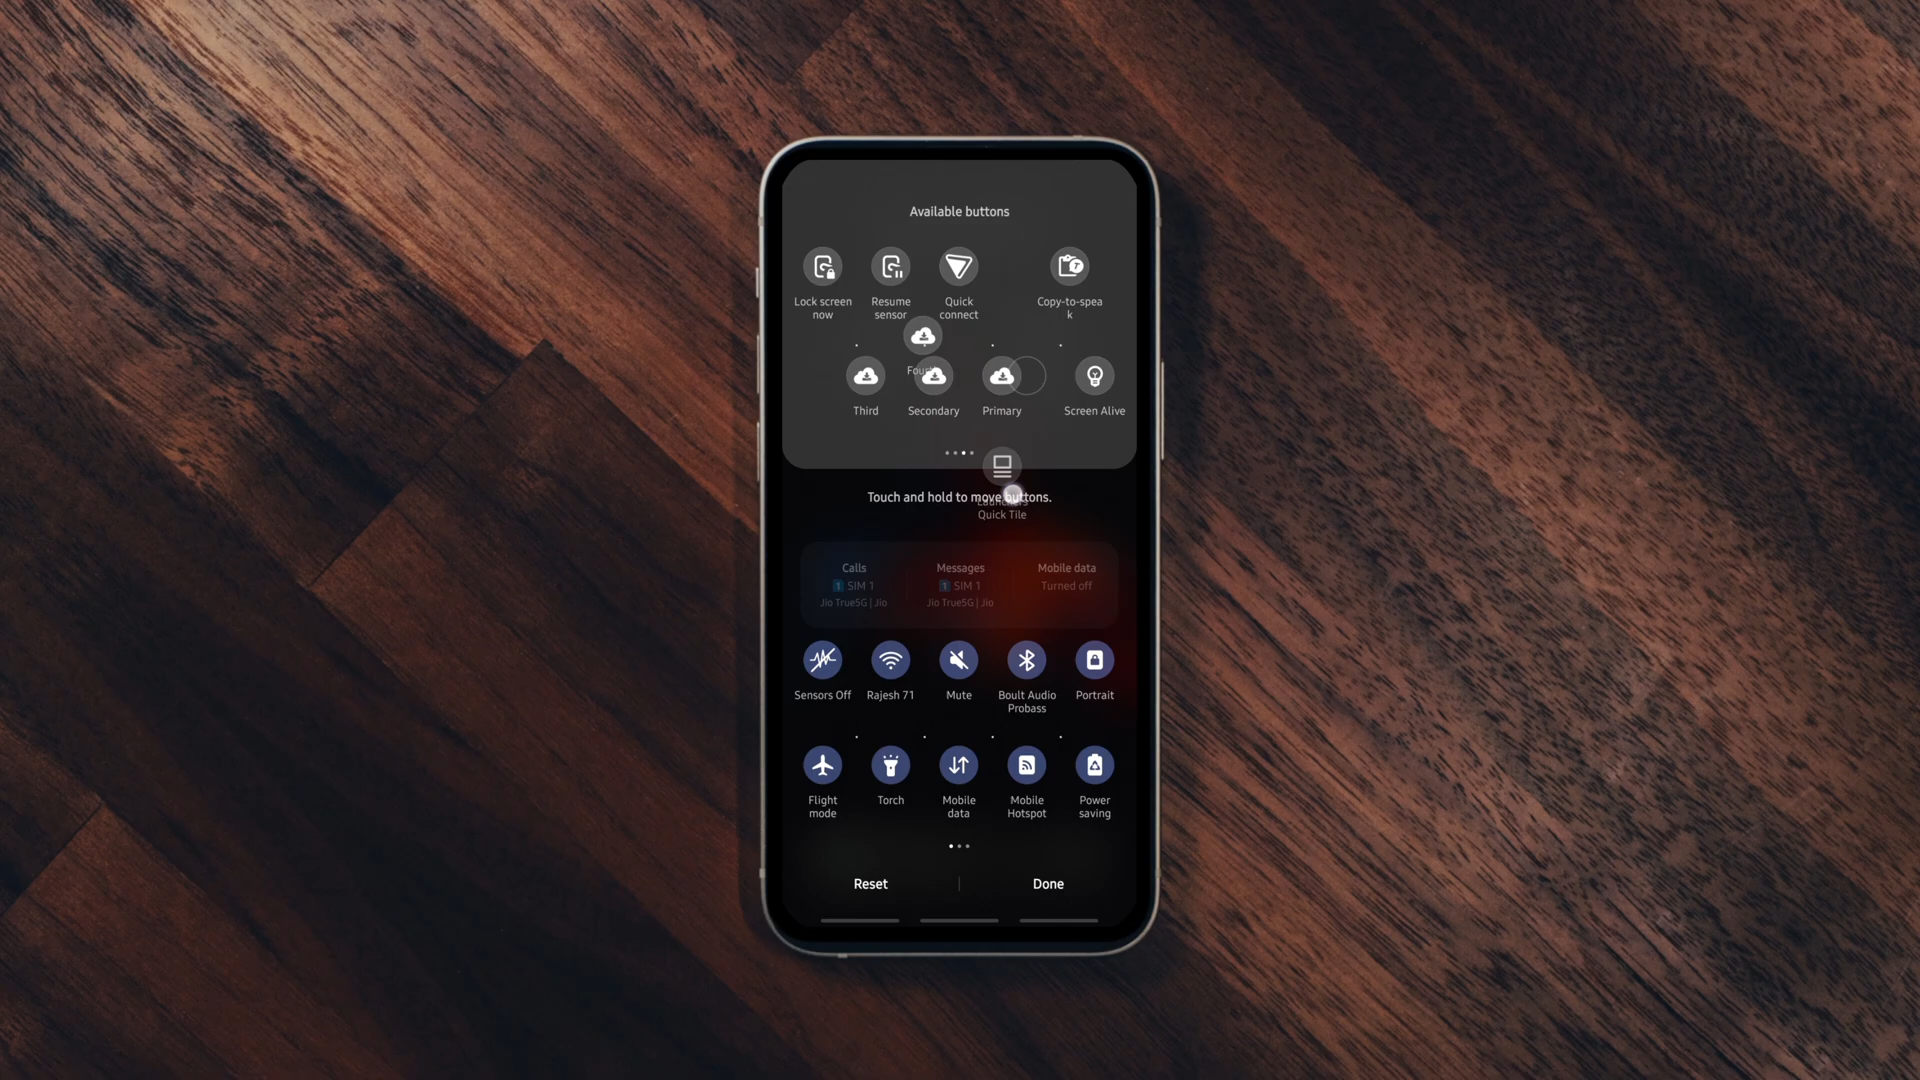 Available buttons
Lock screen
now
Resume
sensor
Quick
connect
Copy-to-spea
k
Third
Secondary
Primary
Screen Alive
Touch and hold to move buttons.
Quick Tile
Calls
1 SIM 1
Jio True5G | Jio
Messages
1 SIM 1
Jio True5G | Jio
Mobile data
Turned off
Sensors Off
Rajesh 71
Mute
Boult Audio
Probass
Portrait
Flight
mode
Torch
Mobile
data
Mobile
Hotspot
Power
saving
Reset
Done